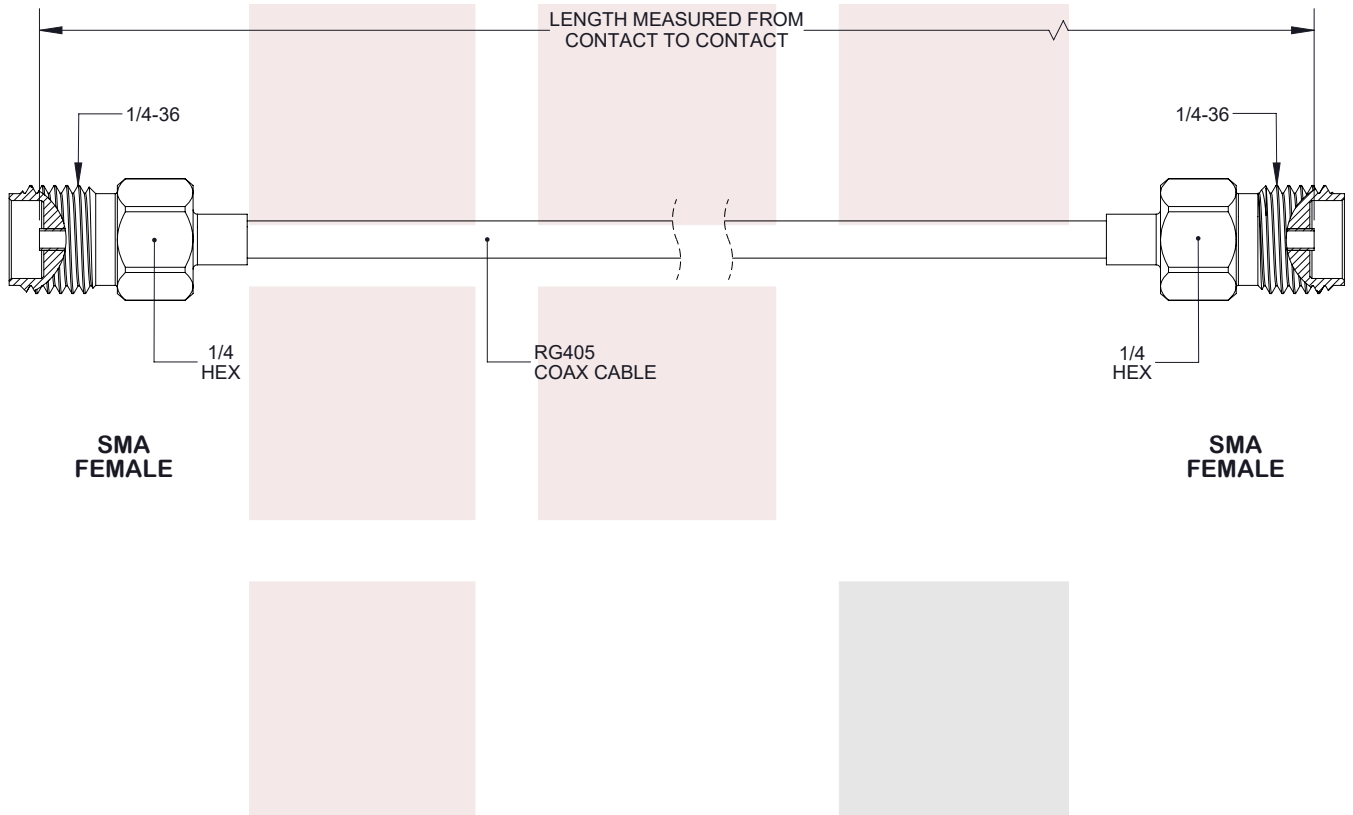 LENGTH MEASURED FROM
CONTACT TO CONTACT
1/4-36
1/4-36
1/4
HEX
RG405
COAX CABLE
1/4
HEX
SMA
FEMALE
SMA
FEMALE